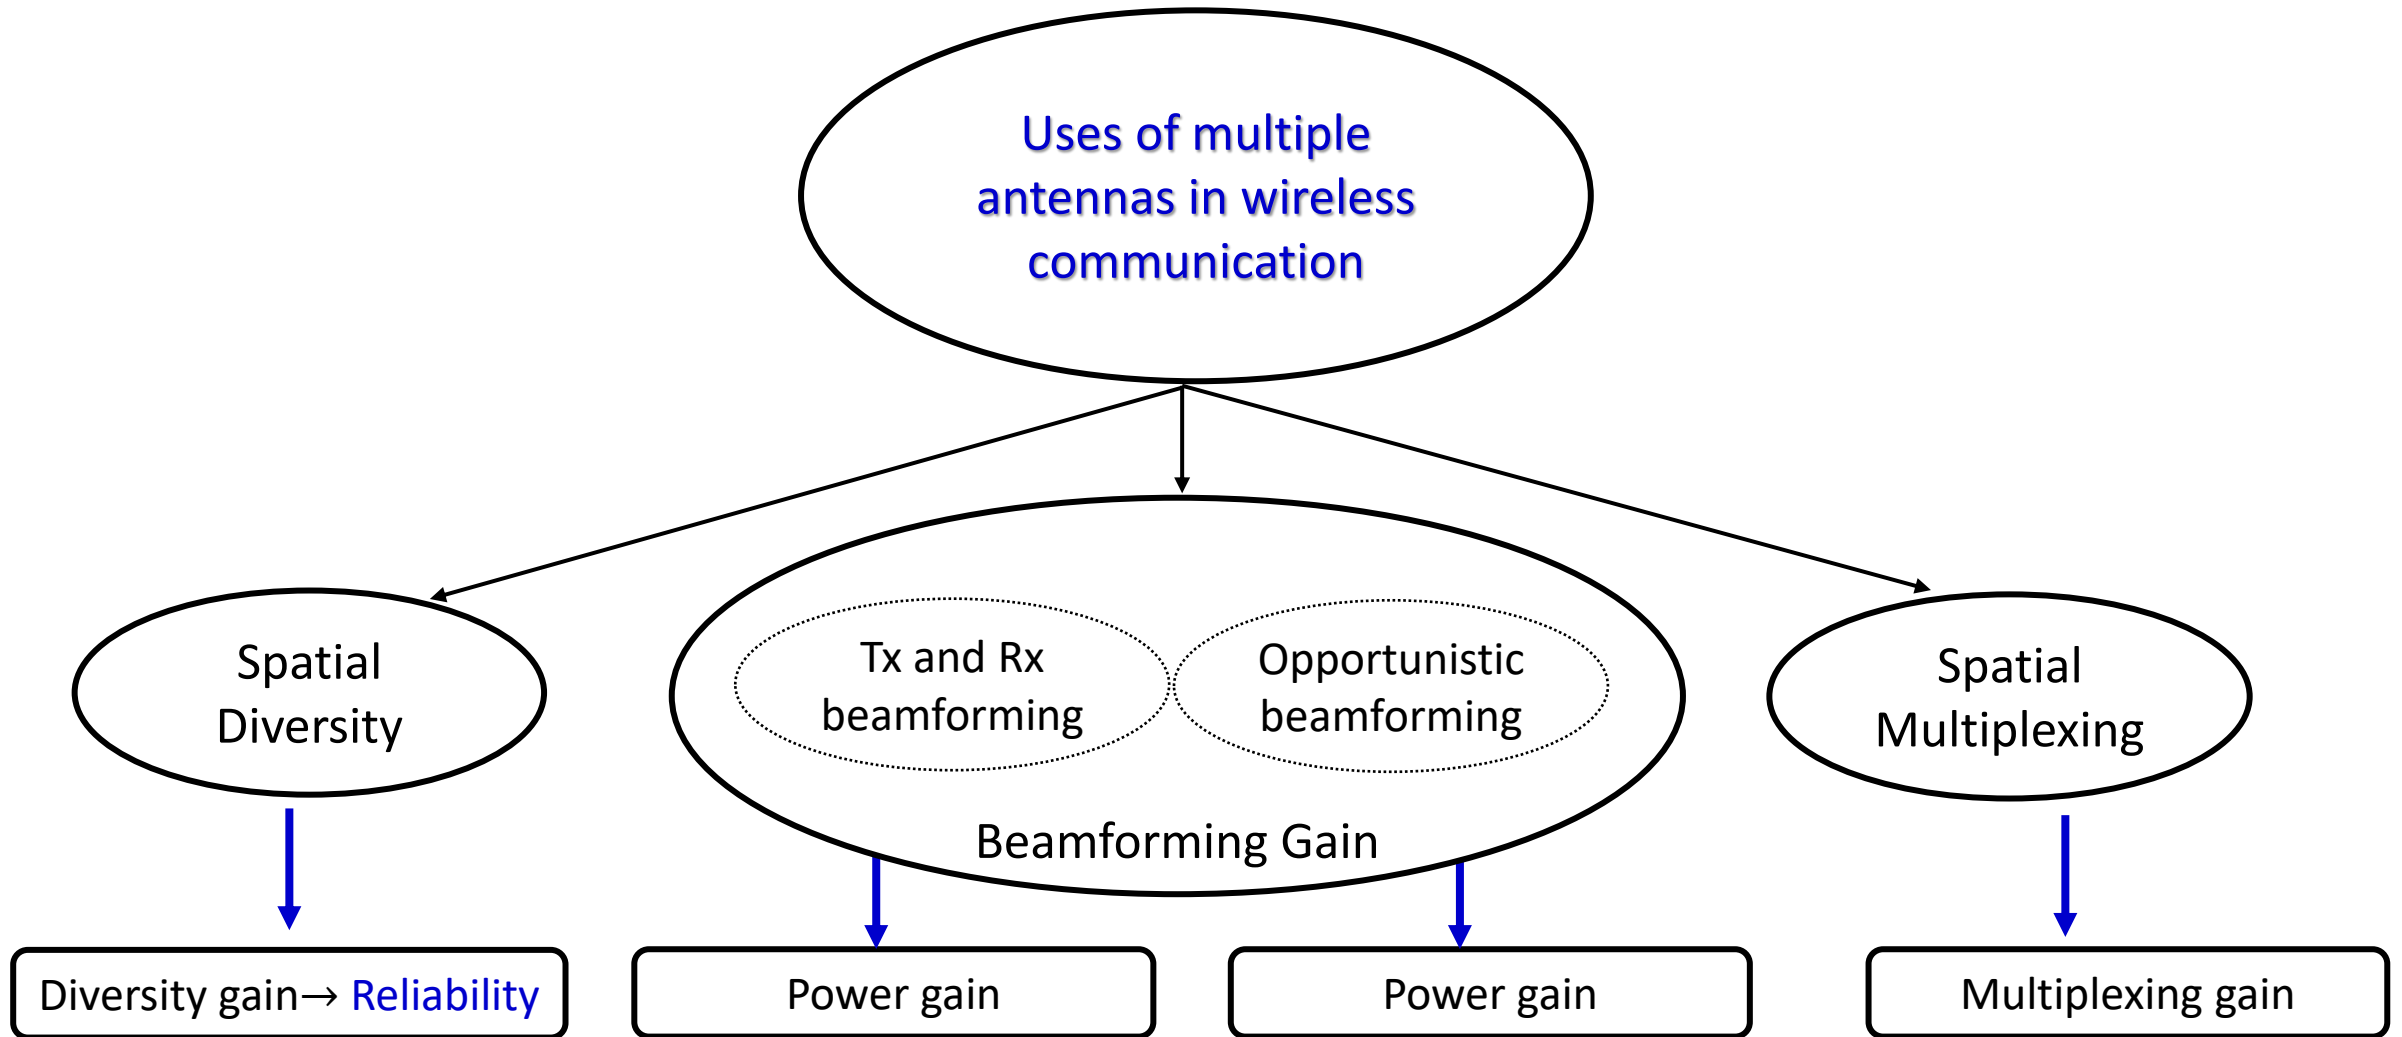 Uses of multiple
antennas in wireless
communication
Spatial
Diversity
Tx and Rx
beamforming
Opportunistic
beamforming
Beamforming Gain
Spatial
Multiplexing
Diversity gain→ Reliability
Power gain
Power gain
Multiplexing gain